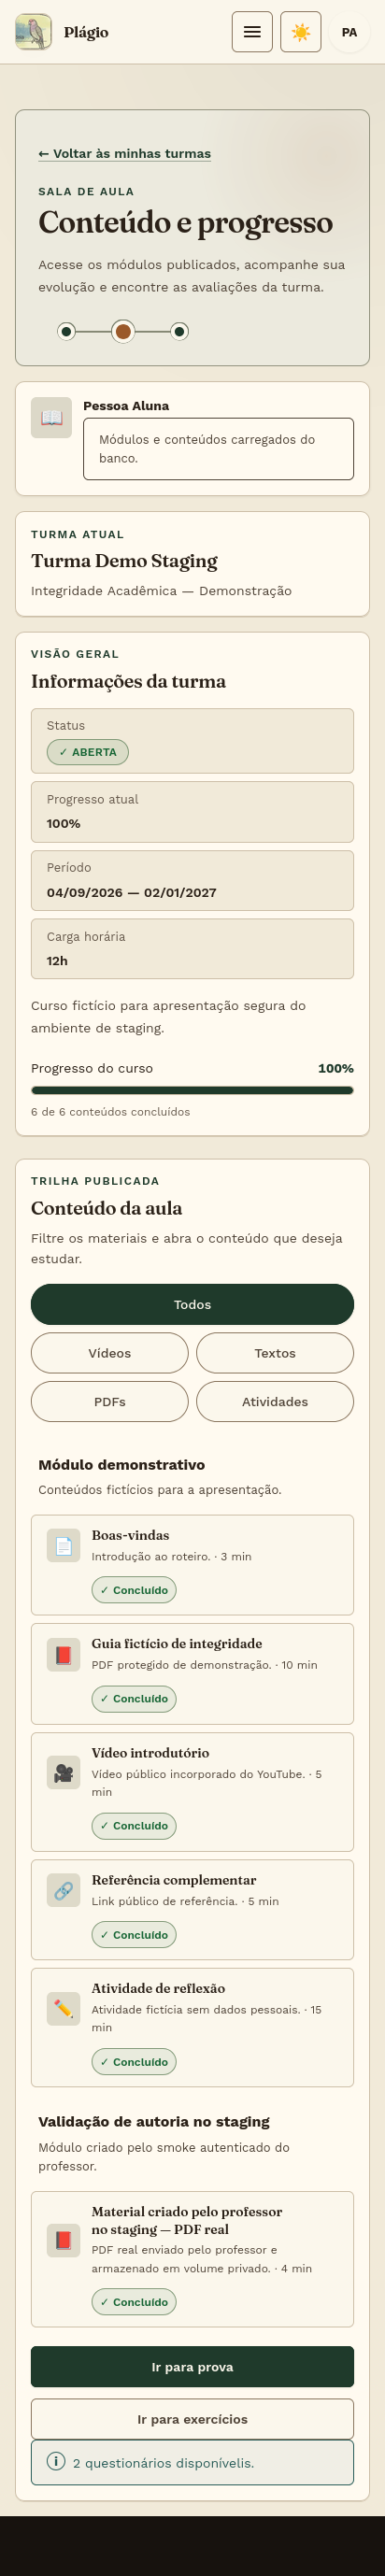 Plágio
PA
← Voltar às minhas turmas
SALA DE AULA
Conteúdo e progresso
Acesse os módulos publicados, acompanhe sua
evolução e encontre as avaliações da turma.
Pessoa Aluna
Módulos e conteúdos carregados do
banco.
TURMA ATUAL
Turma Demo Staging
Integridade Acadêmica — Demonstração
VISÃO GERAL
Informações da turma
Status
✓ ABERTA
Progresso atual
100%
Período
04/09/2026 — 02/01/2027
Carga horária
12h
Curso fictício para apresentação segura do
ambiente de staging.
Progresso do curso 100%
6 de 6 conteúdos concluídos
TRILHA PUBLICADA
Conteúdo da aula
Filtre os materiais e abra o conteúdo que deseja
estudar.
Todos
Vídeos Textos
PDFs Atividades
Módulo demonstrativo
Conteúdos fictícios para a apresentação.
Boas-vindas
Introdução ao roteiro. · 3 min
✓ Concluído
Guia fictício de integridade
PDF protegido de demonstração. · 10 min
✓ Concluído
Vídeo introdutório
Vídeo público incorporado do YouTube. · 5
min
✓ Concluído
Referência complementar
Link público de referência. · 5 min
✓ Concluído
Atividade de reflexão
Atividade fictícia sem dados pessoais. · 15
min
✓ Concluído
Validação de autoria no staging
Módulo criado pelo smoke autenticado do
professor.
Material criado pelo professor
no staging — PDF real
PDF real enviado pelo professor e
armazenado em volume privado. · 4 min
✓ Concluído
Ir para prova
Ir para exercícios
2 questionários disponívelis.